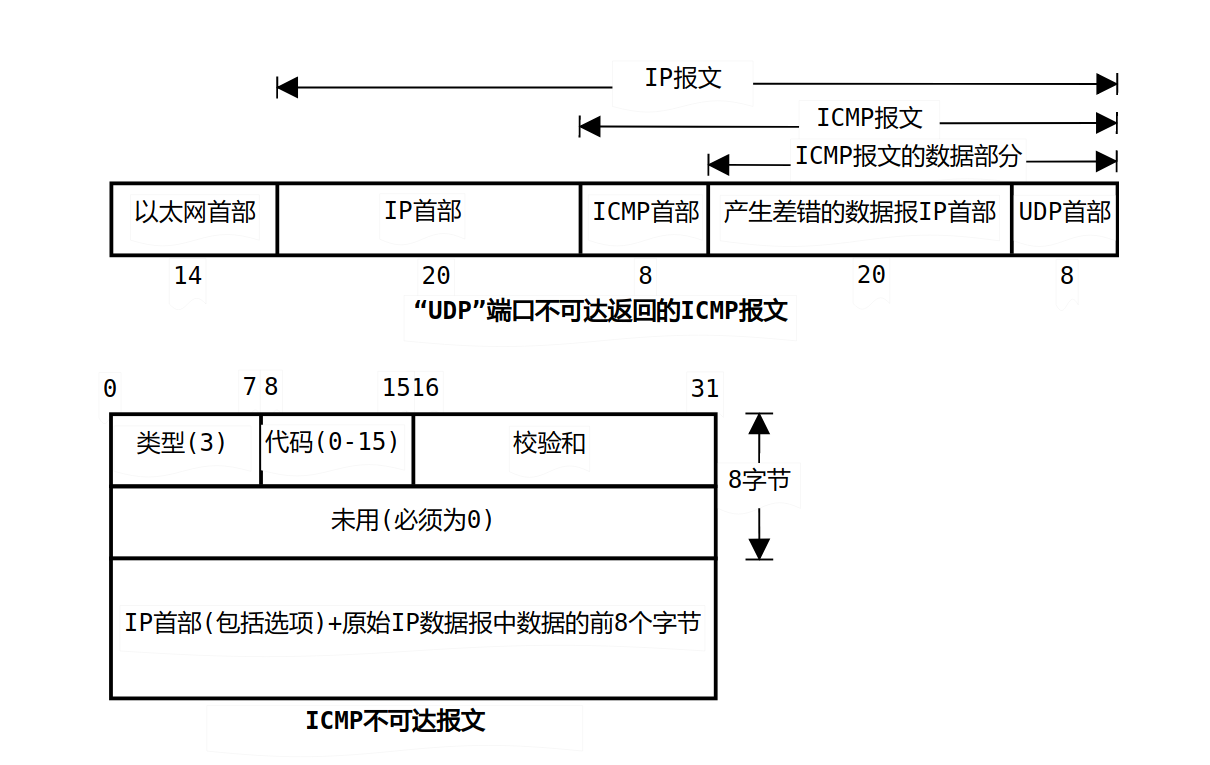 IP报文
ICMP报文
ICMP报文的数据部分
以太网首部 IP首部 ICMP首部 产生差错的数据报IP首部 UDP首部
14 20 8 20 8
“UDP”端口不可达返回的ICMP报文
0 7 8 15 16 31
类型(3) 代码(0-15) 校验和
8字节
未用(必须为0)
IP首部(包括选项)+原始IP数据报中数据的前8个字节
ICMP不可达报文